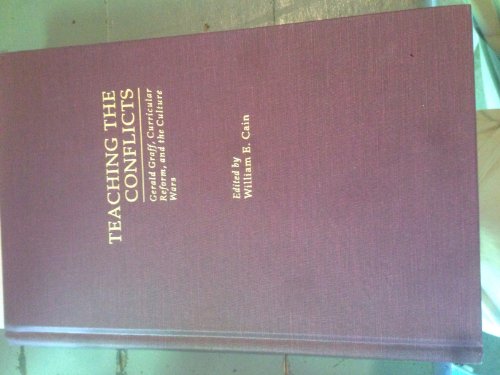 TEACHING THE
CONFLICTS
Gerald Graff, Curricular
Reform, and the Culture
Wars
Edited by
William E. Cain